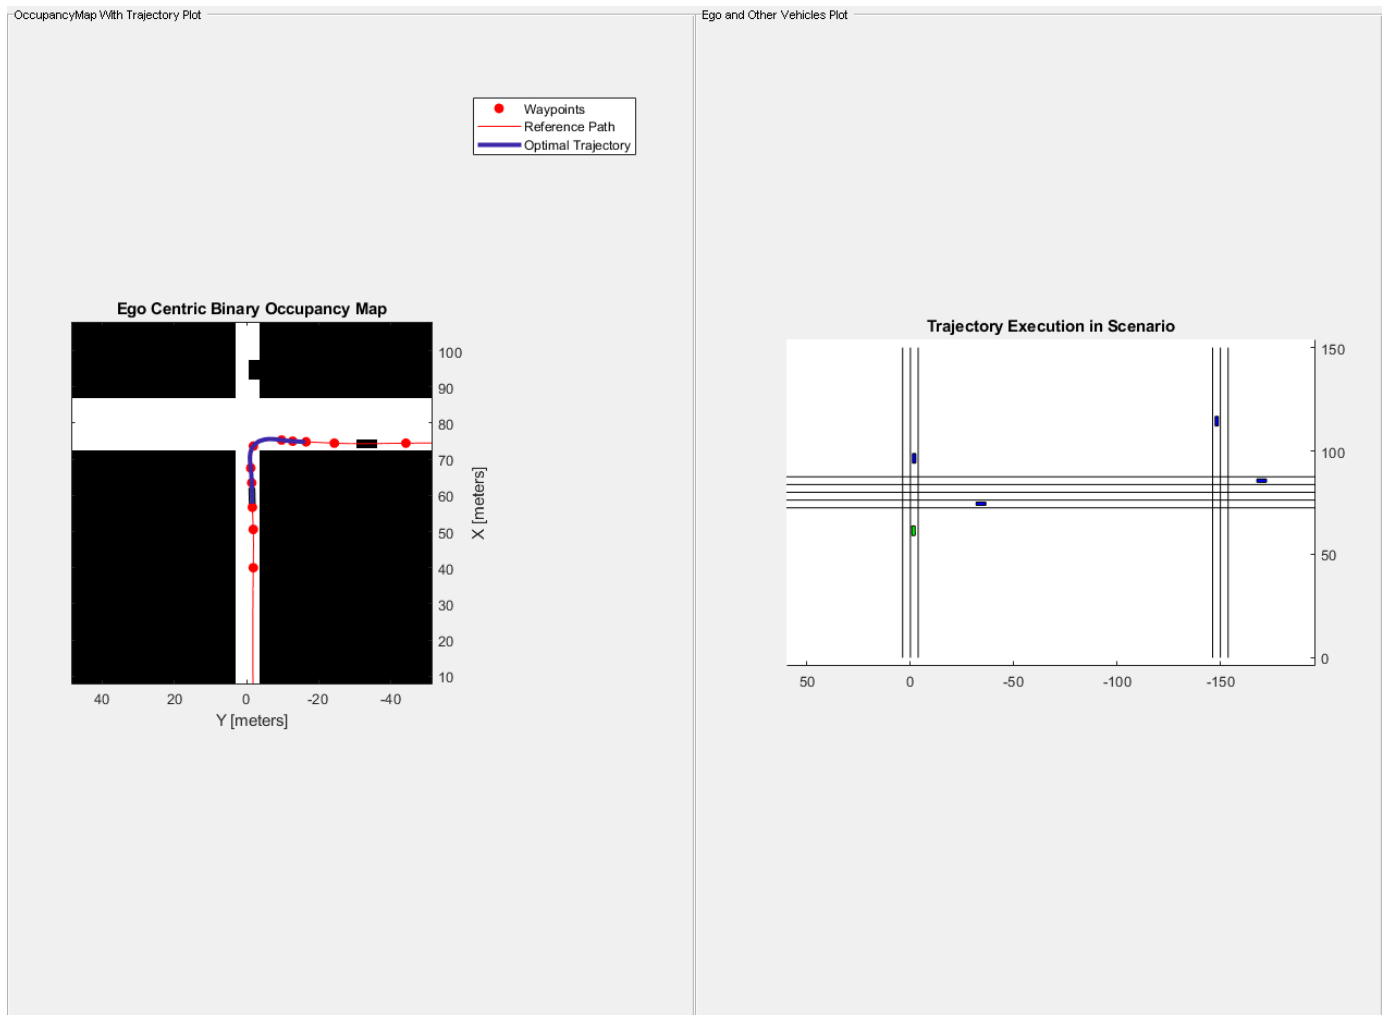 OccupancyMap With Trajectory Plot
Ego and Other Vehicles Plot
Waypoints
Reference Path
Optimal Trajectory
Ego Centric Binary Occupancy Map
100
90
80
70
60
50
40
30
20
10
X [meters]
40 20 0 -20 -40
Y [meters]
Trajectory Execution in Scenario
150
100
50
0
50 0 -50 -100 -150